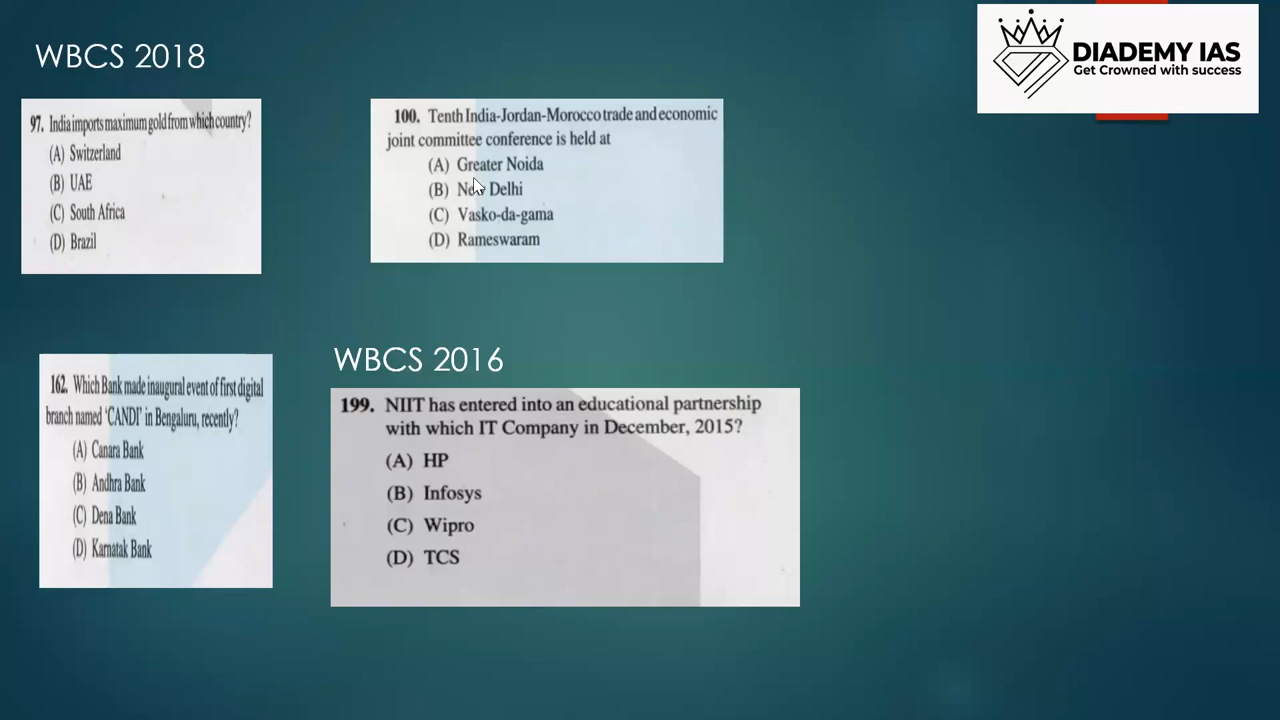 WBCS 2018
DIADEMY IAS
Get Crowned with success
97. India imports maximum gold from which country?
(A) Switzerland
(B) UAE
(C) South Africa
(D) Brazil
100. Tenth India-Jordan-Morocco trade and economic
joint committee conference is held at
(A) Greater Noida
(B) New Delhi
(C) Vasko-da-gama
(D) Rameswaram
162. Which Bank made inaugural event of first digital
branch named 'CANDI' in Bengaluru, recently?
(A) Canara Bank
(B) Andhra Bank
(C) Dena Bank
(D) Karnatak Bank
WBCS 2016
199. NIIT has entered into an educational partnership
with which IT Company in December, 2015?
(A) HP
(B) Infosys
(C) Wipro
(D) TCS